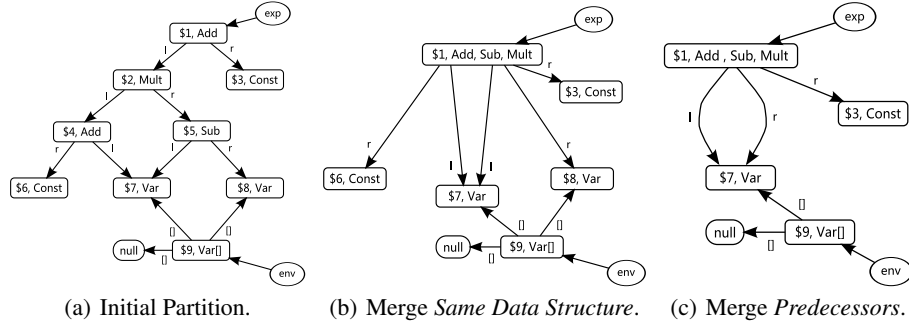 exp
$1, Add
l
r
$2, Mult
$3, Const
l
r
$4, Add
$5, Sub
r
l
l
r
$6, Const
$7, Var
$8, Var
[]
[]
null
$9, Var[]
[]
env
(a) Initial Partition.
exp
$1, Add, Sub, Mult
r
$3, Const
r
l
l
r
$6, Const
$7, Var
$8, Var
[]
[]
null
$9, Var[]
[]
env
(b) Merge Same Data Structure.
exp
$1, Add , Sub, Mult
r
$3, Const
l
r
$7, Var
[]
null
$9, Var[]
[]
env
(c) Merge Predecessors.